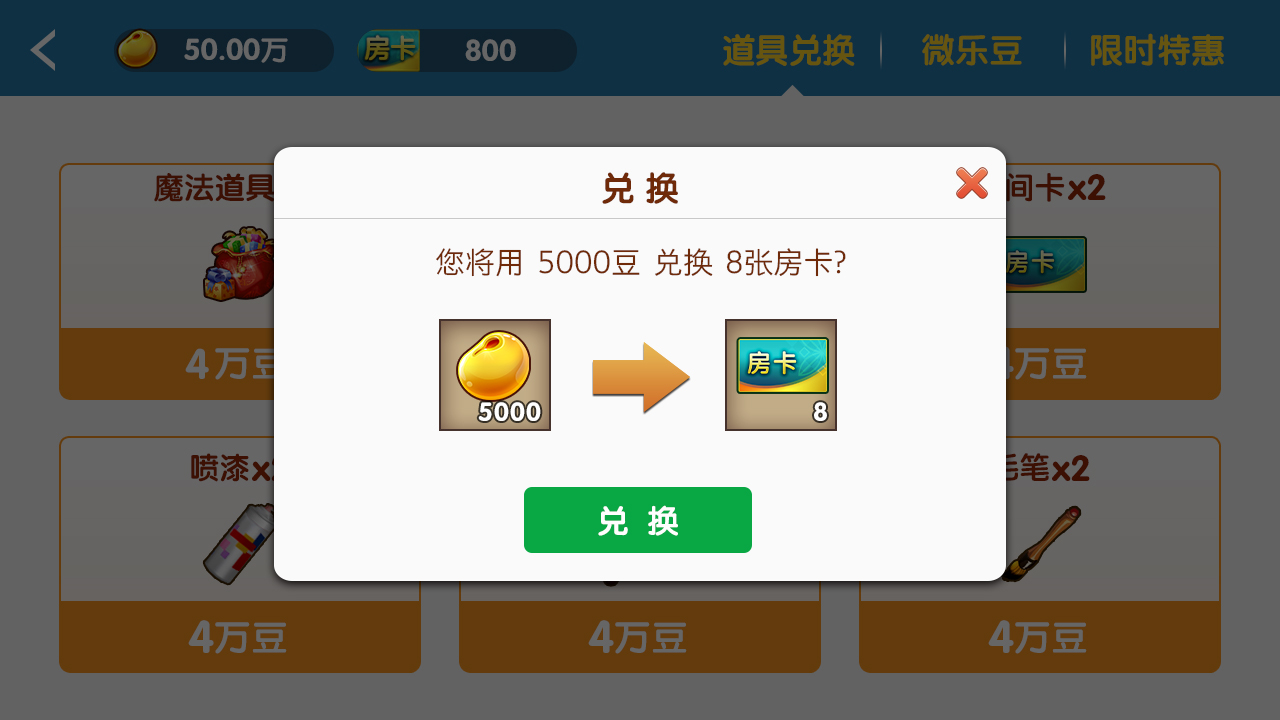 50.00万 房卡 800 道具兑换 微乐豆 限时特惠
魔法道具
间卡x2
房卡
4万豆
万豆
兑换
您将用 5000豆 兑换 8张房卡?
5000
房卡
8
兑换
喷漆x
毛笔x2
4万豆 4万豆 4万豆